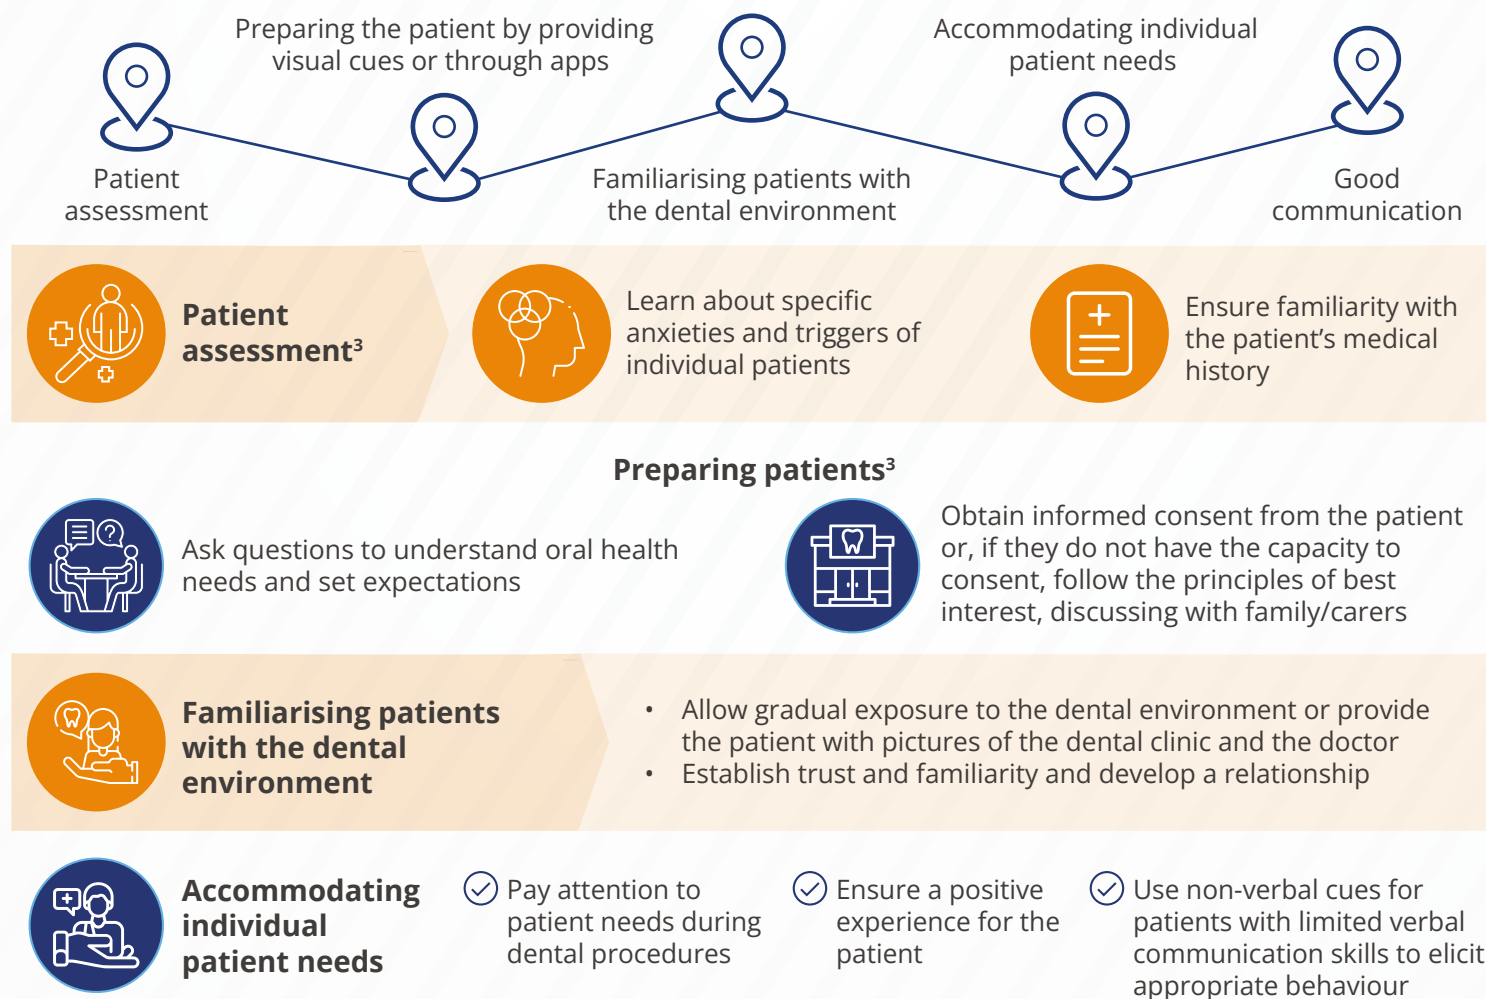 Preparing the patient by providing
visual cues or through apps
Accommodating individual
patient needs
Patient
assessment
Familiarising patients with
the dental environment
Good
communication
Patient
assessment³
Learn about specific
anxieties and triggers of
individual patients
Ensure familiarity with
the patient’s medical
history
Preparing patients³
Ask questions to understand oral health
needs and set expectations
Obtain informed consent from the patient
or, if they do not have the capacity to
consent, follow the principles of best
interest, discussing with family/carers
Familiarising patients
with the dental
environment
• Allow gradual exposure to the dental environment or provide
the patient with pictures of the dental clinic and the doctor
• Establish trust and familiarity and develop a relationship
Accommodating
individual
patient needs
Pay attention to
patient needs during
dental procedures
Ensure a positive
experience for the
patient
Use non-verbal cues for
patients with limited verbal
communication skills to elicit
appropriate behaviour